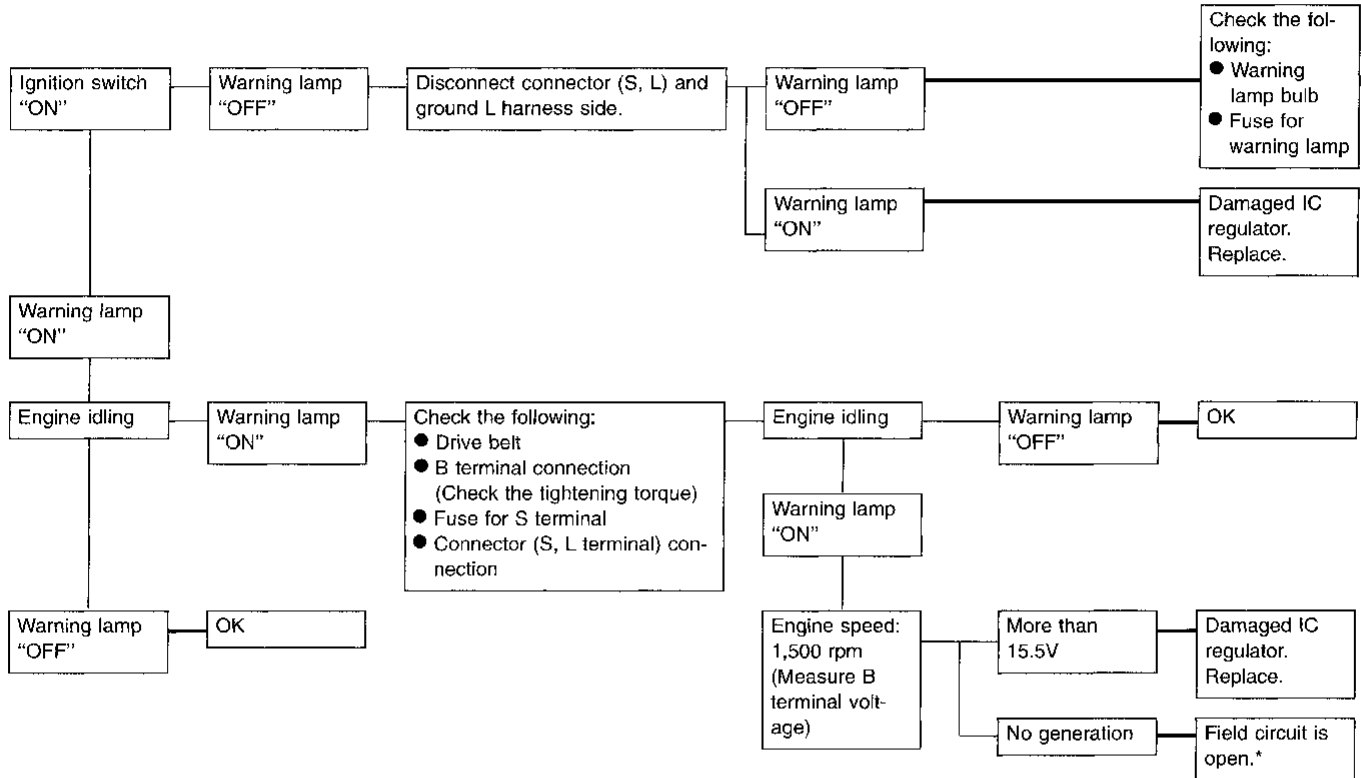 Ignition switch
“ON”
Warning lamp
“OFF”
Disconnect connector (S, L) and
ground L harness side.
Warning lamp
“OFF”
Check the fol-
lowing:
● Warning
lamp bulb
● Fuse for
warning lamp
Warning lamp
“ON”
Damaged IC
regulator.
Replace.
Warning lamp
“ON”
Engine idling
Warning lamp
“ON”
Check the following:
● Drive belt
● B terminal connection
(Check the tightening torque)
● Fuse for S terminal
● Connector (S, L terminal) con-
nection
Engine idling
Warning lamp
“OFF”
OK
Warning lamp
“ON”
Warning lamp
“OFF”
OK
Engine speed:
1,500 rpm
(Measure B
terminal volt-
age)
More than
15.5V
Damaged IC
regulator.
Replace.
No generation
Field circuit is
open.*